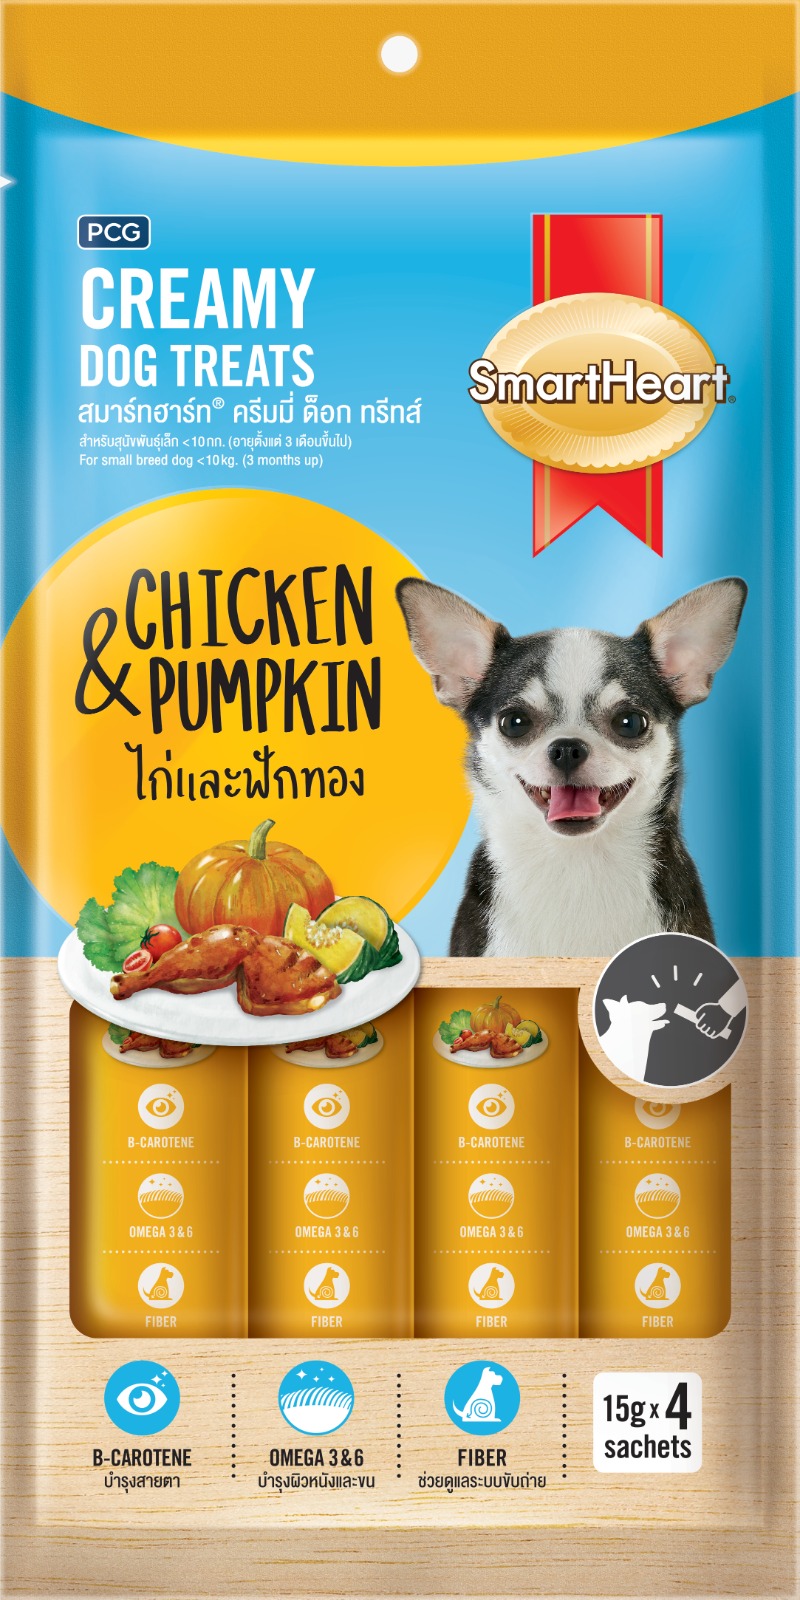 PCG
CREAMY
DOG TREATS
สมาร์ทฮาร์ท® ครีมมี่ ด็อก ทรีทส์
สำหรับสุนัขพันธุ์เล็ก <10กก. (อายุตั้งแต่ 3 เดือนขึ้นไป)
For small breed dog <10kg. (3 months up)
SmartHeart®
CHICKEN
& PUMPKIN
ไก่และฟักทอง
B-CAROTENE
OMEGA 3 & 6
FIBER
B-CAROTENE
OMEGA 3 & 6
FIBER
B-CAROTENE
OMEGA 3 & 6
FIBER
B-CAROTENE
OMEGA 3 & 6
FIBER
B-CAROTENE
บำรุงสายตา
OMEGA 3 & 6
บำรุงผิวหนังและขน
FIBER
ช่วยดูแลระบบขับถ่าย
15g x 4
sachets